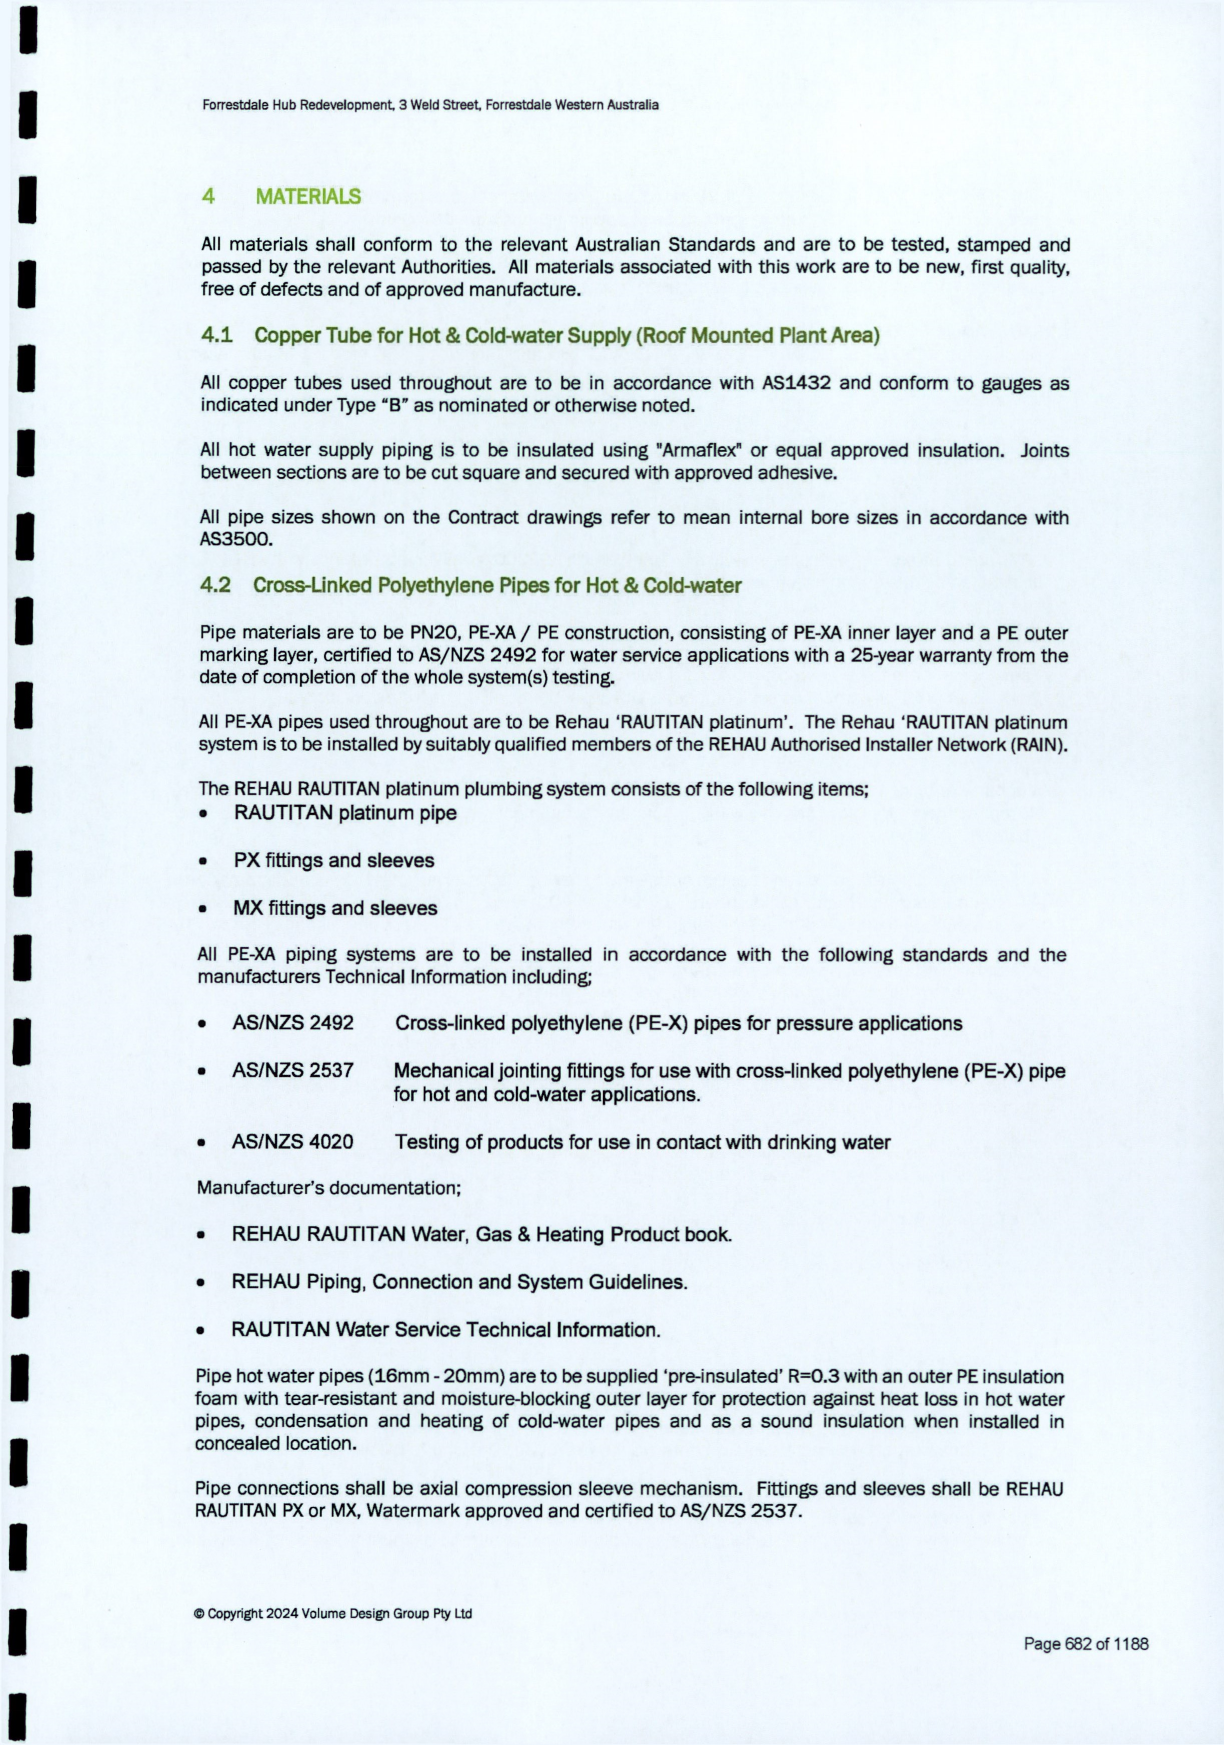 Forrestdale Hub Redevelopment, 3 Weld Street, Forrestdale Western Australia
4 MATERIALS
All materials shall conform to the relevant Australian Standards and are to be tested, stamped and
passed by the relevant Authorities. All materials associated with this work are to be new, first quality,
free of defects and of approved manufacture.
4.1 Copper Tube for Hot & Cold-water Supply (Roof Mounted Plant Area)
All copper tubes used throughout are to be in accordance with AS1432 and conform to gauges as
indicated under Type “B” as nominated or otherwise noted.
All hot water supply piping is to be insulated using "Armaflex" or equal approved insulation. Joints
between sections are to be cut square and secured with approved adhesive.
All pipe sizes shown on the Contract drawings refer to mean internal bore sizes in accordance with
AS3500.
4.2 Cross-Linked Polyethylene Pipes for Hot & Cold-water
Pipe materials are to be PN20, PE-XA / PE construction, consisting of PE-XA inner layer and a PE outer
marking layer, certified to AS/NZS 2492 for water service applications with a 25-year warranty from the
date of completion of the whole system(s) testing.
All PE-XA pipes used throughout are to be Rehau ‘RAUTITAN platinum’. The Rehau ‘RAUTITAN platinum
system is to be installed by suitably qualified members of the REHAU Authorised Installer Network (RAIN).
The REHAU RAUTITAN platinum plumbing system consists of the following items;
• RAUTITAN platinum pipe
• PX fittings and sleeves
• MX fittings and sleeves
All PE-XA piping systems are to be installed in accordance with the following standards and the
manufacturers Technical Information including;
• AS/NZS 2492 Cross-linked polyethylene (PE-X) pipes for pressure applications
• AS/NZS 2537 Mechanical jointing fittings for use with cross-linked polyethylene (PE-X) pipe
for hot and cold-water applications.
• AS/NZS 4020 Testing of products for use in contact with drinking water
Manufacturer’s documentation;
• REHAU RAUTITAN Water, Gas & Heating Product book.
• REHAU Piping, Connection and System Guidelines.
• RAUTITAN Water Service Technical Information.
Pipe hot water pipes (16mm - 20mm) are to be supplied ‘pre-insulated’ R=0.3 with an outer PE insulation
foam with tear-resistant and moisture-blocking outer layer for protection against heat loss in hot water
pipes, condensation and heating of cold-water pipes and as a sound insulation when installed in
concealed location.
Pipe connections shall be axial compression sleeve mechanism. Fittings and sleeves shall be REHAU
RAUTITAN PX or MX, Watermark approved and certified to AS/NZS 2537.
© Copyright 2024 Volume Design Group Pty Ltd
Page 682 of 1188